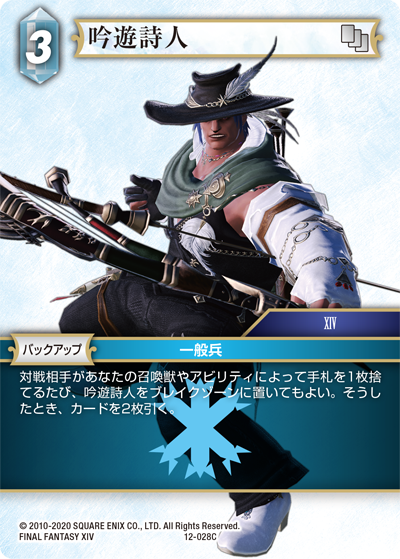 3
吟遊詩人
XIV
バックアップ
一般兵
対戦相手があなたの召喚獣やアビリティによって手札を1枚捨
てるたび、吟遊詩人をブレイクゾーンに置いてもよい。そうし
たとき、カードを2枚引く。
© 2010-2020 SQUARE ENIX CO., LTD. All Rights Reserved.
FINAL FANTASY XIV
12-028C